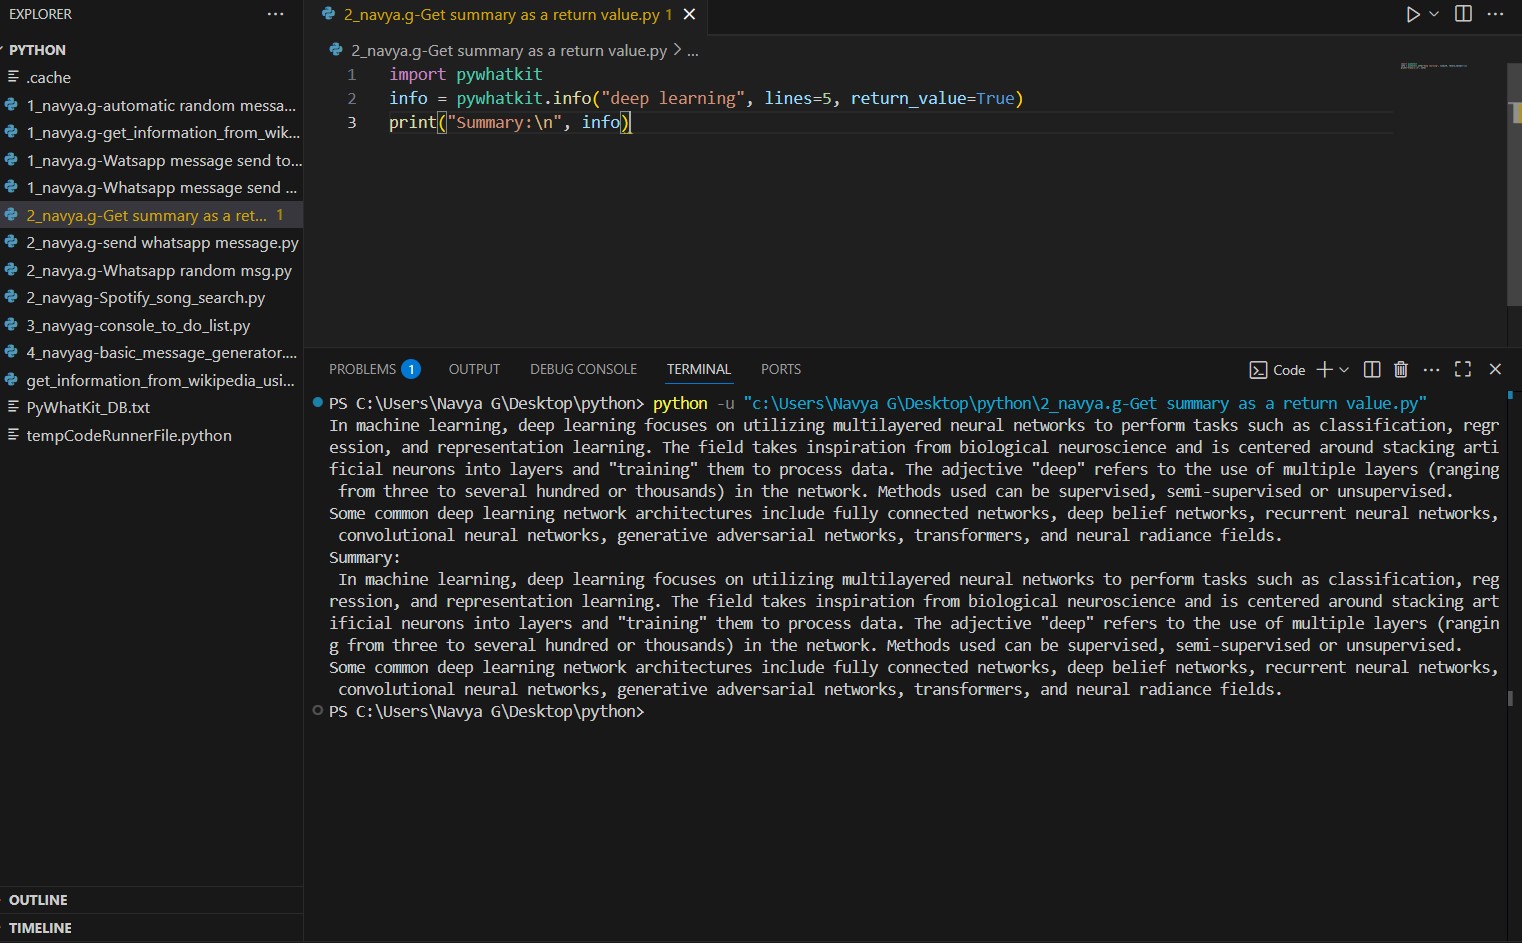 EXPLORER
PYTHON
.cache
1_navya.g-automatic random messa...
1_navya.g-get_information_from_wik...
1_navya.g-Watsapp message send to...
1_navya.g-Whatsapp message send ...
2_navya.g-Get summary as a ret... 1
2_navya.g-send whatsapp message.py
2_navya.g-Whatsapp random msg.py
2_navyag-Spotify_song_search.py
3_navyag-console_to_do_list.py
4_navyag-basic_message_generator....
get_information_from_wikipedia_usi...
PyWhatKit_DB.txt
tempCodeRunnerFile.python
OUTLINE
TIMELINE
2_navya.g-Get summary as a return value.py 1
2_navya.g-Get summary as a return value.py > ...
1 import pywhatkit
2 info = pywhatkit.info("deep learning", lines=5, return_value=True)
3 print("Summary:\n", info)
PROBLEMS 1 OUTPUT DEBUG CONSOLE TERMINAL PORTS Code
PS C:\Users\Navya G\Desktop\python> python -u "c:\Users\Navya G\Desktop\python\2_navya.g-Get summary as a return value.py"
In machine learning, deep learning focuses on utilizing multilayered neural networks to perform tasks such as classification, regr
ession, and representation learning. The field takes inspiration from biological neuroscience and is centered around stacking arti
ficial neurons into layers and "training" them to process data. The adjective "deep" refers to the use of multiple layers (ranging
from three to several hundred or thousands) in the network. Methods used can be supervised, semi-supervised or unsupervised.
Some common deep learning network architectures include fully connected networks, deep belief networks, recurrent neural networks,
convolutional neural networks, generative adversarial networks, transformers, and neural radiance fields.
Summary:
In machine learning, deep learning focuses on utilizing multilayered neural networks to perform tasks such as classification, reg
ression, and representation learning. The field takes inspiration from biological neuroscience and is centered around stacking art
ificial neurons into layers and "training" them to process data. The adjective "deep" refers to the use of multiple layers (rangin
g from three to several hundred or thousands) in the network. Methods used can be supervised, semi-supervised or unsupervised.
Some common deep learning network architectures include fully connected networks, deep belief networks, recurrent neural networks,
convolutional neural networks, generative adversarial networks, transformers, and neural radiance fields.
PS C:\Users\Navya G\Desktop\python>